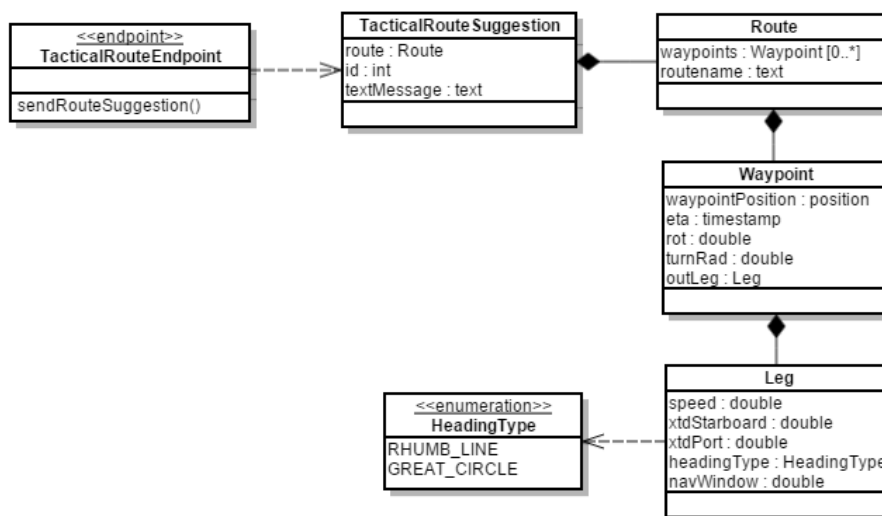 <<endpoint>>
TacticalRouteEndpoint
sendRouteSuggestion()
TacticalRouteSuggestion
route : Route
id : int
textMessage : text
Route
waypoints : Waypoint [0..*]
routename : text
Waypoint
waypointPosition : position
eta : timestamp
rot : double
turnRad : double
outLeg : Leg
Leg
speed : double
xtdStarboard : double
xtdPort : double
headingType : HeadingType
navWindow : double
<<enumeration>>
HeadingType
RHUMB_LINE
GREAT_CIRCLE